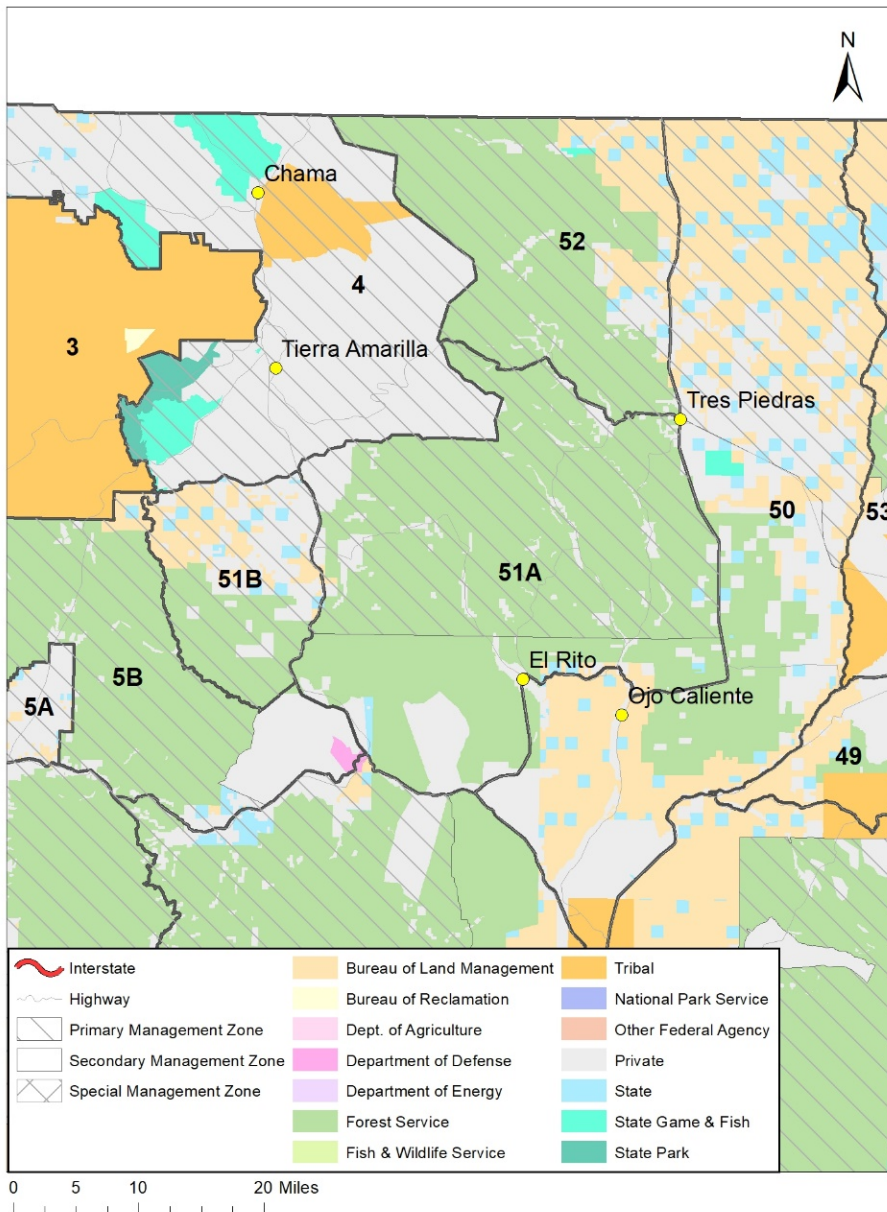 N
Chama
52
4
3
Tierra Amarilla
Tres Piedras
50
53
51B
51A
El Rito
5B
5A
Ojo Caliente
49
Interstate
Highway
Primary Management Zone
Secondary Management Zone
Special Management Zone
Bureau of Land Management
Bureau of Reclamation
Dept. of Agriculture
Department of Defense
Department of Energy
Forest Service
Fish & Wildlife Service
Tribal
National Park Service
Other Federal Agency
Private
State
State Game & Fish
State Park
0 5 10 20 Miles